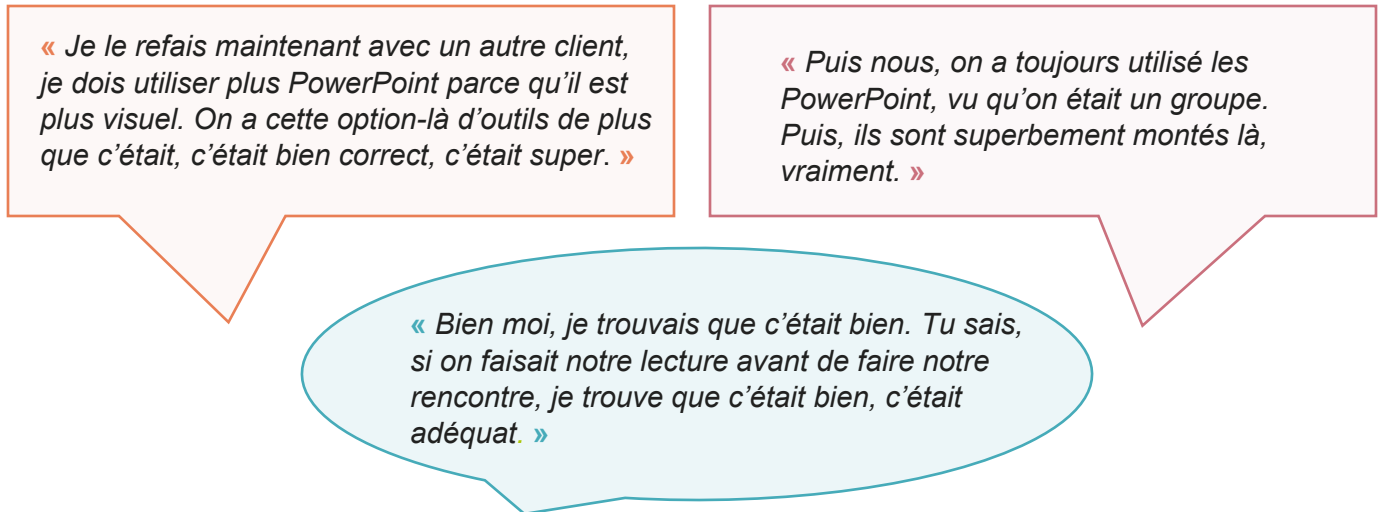 « Je le refais maintenant avec un autre client,
je dois utiliser plus PowerPoint parce qu’il est
plus visuel. On a cette option-là d’outils de plus
que c’était, c’était bien correct, c’était super. »
« Puis nous, on a toujours utilisé les
PowerPoint, vu qu’on était un groupe.
Puis, ils sont superbement montés là,
vraiment. »
« Bien moi, je trouvais que c’était bien. Tu sais,
si on faisait notre lecture avant de faire notre
rencontre, je trouve que c’était bien, c’était
adéquat. »